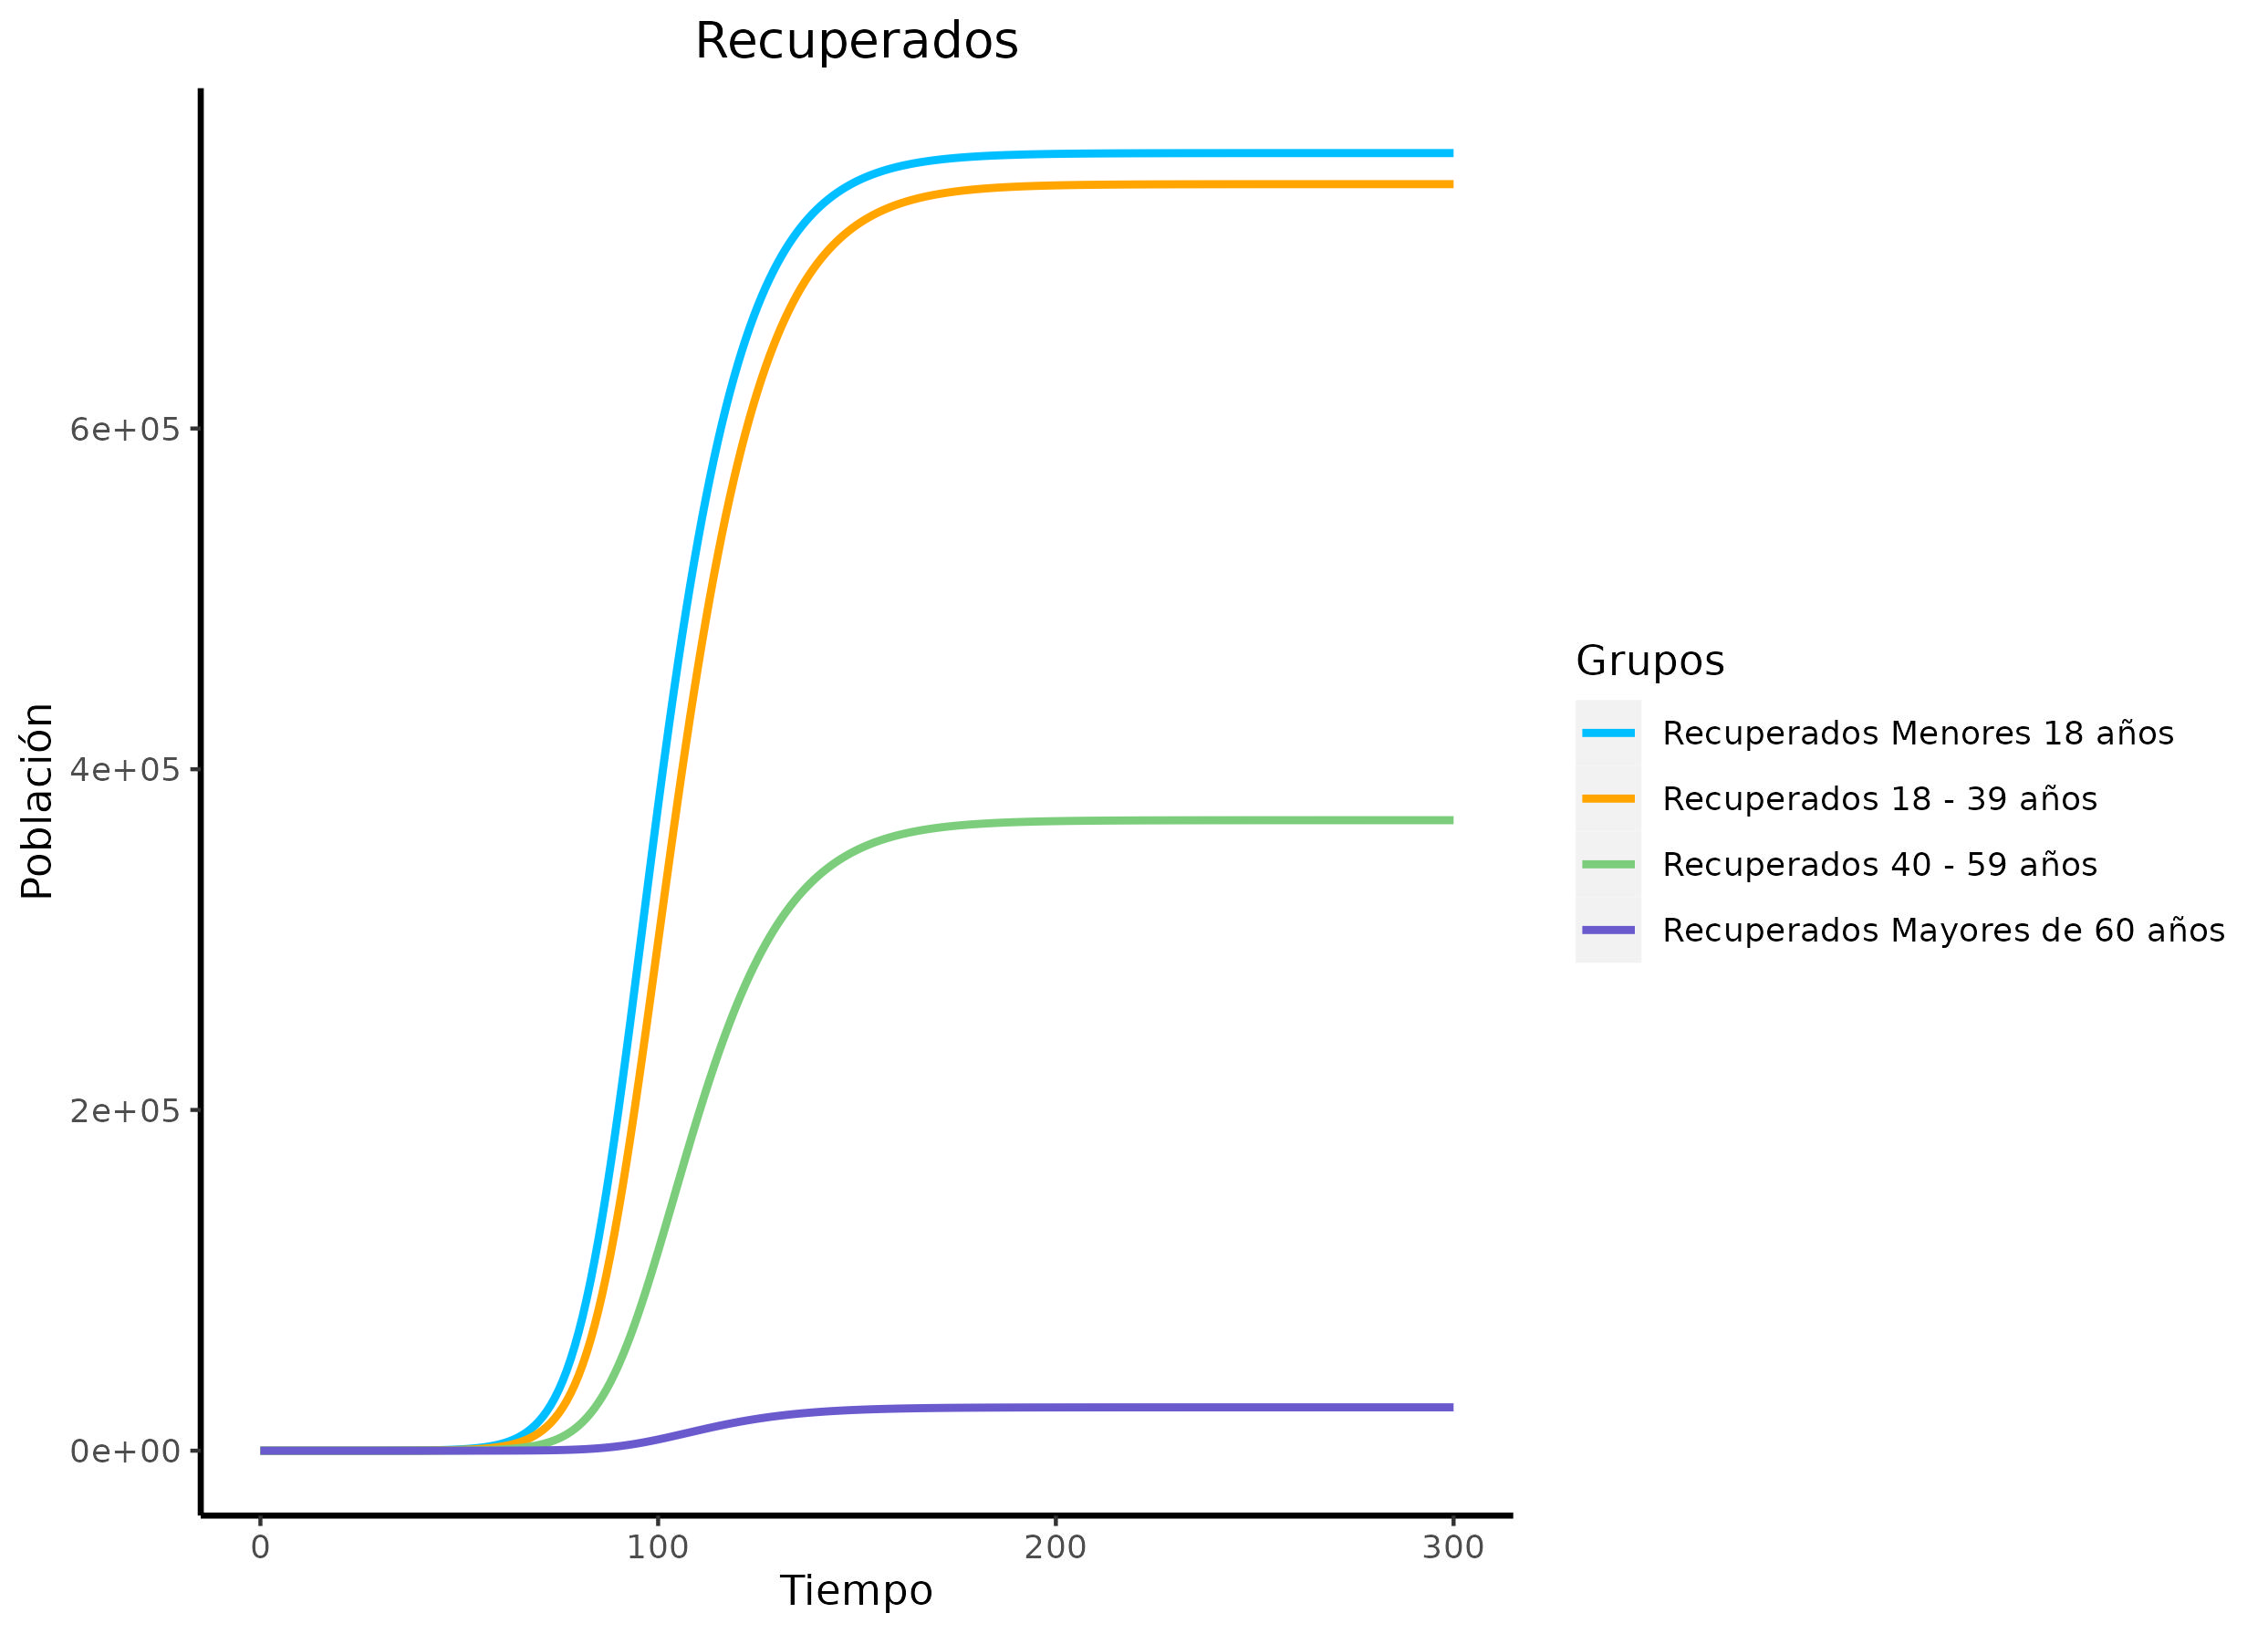 Recuperados
Población
6e+05
4e+05
2e+05
0e+00
0
100
200
300
Tiempo
Grupos
Recuperados Menores 18 años
Recuperados 18 - 39 años
Recuperados 40 - 59 años
Recuperados Mayores de 60 años